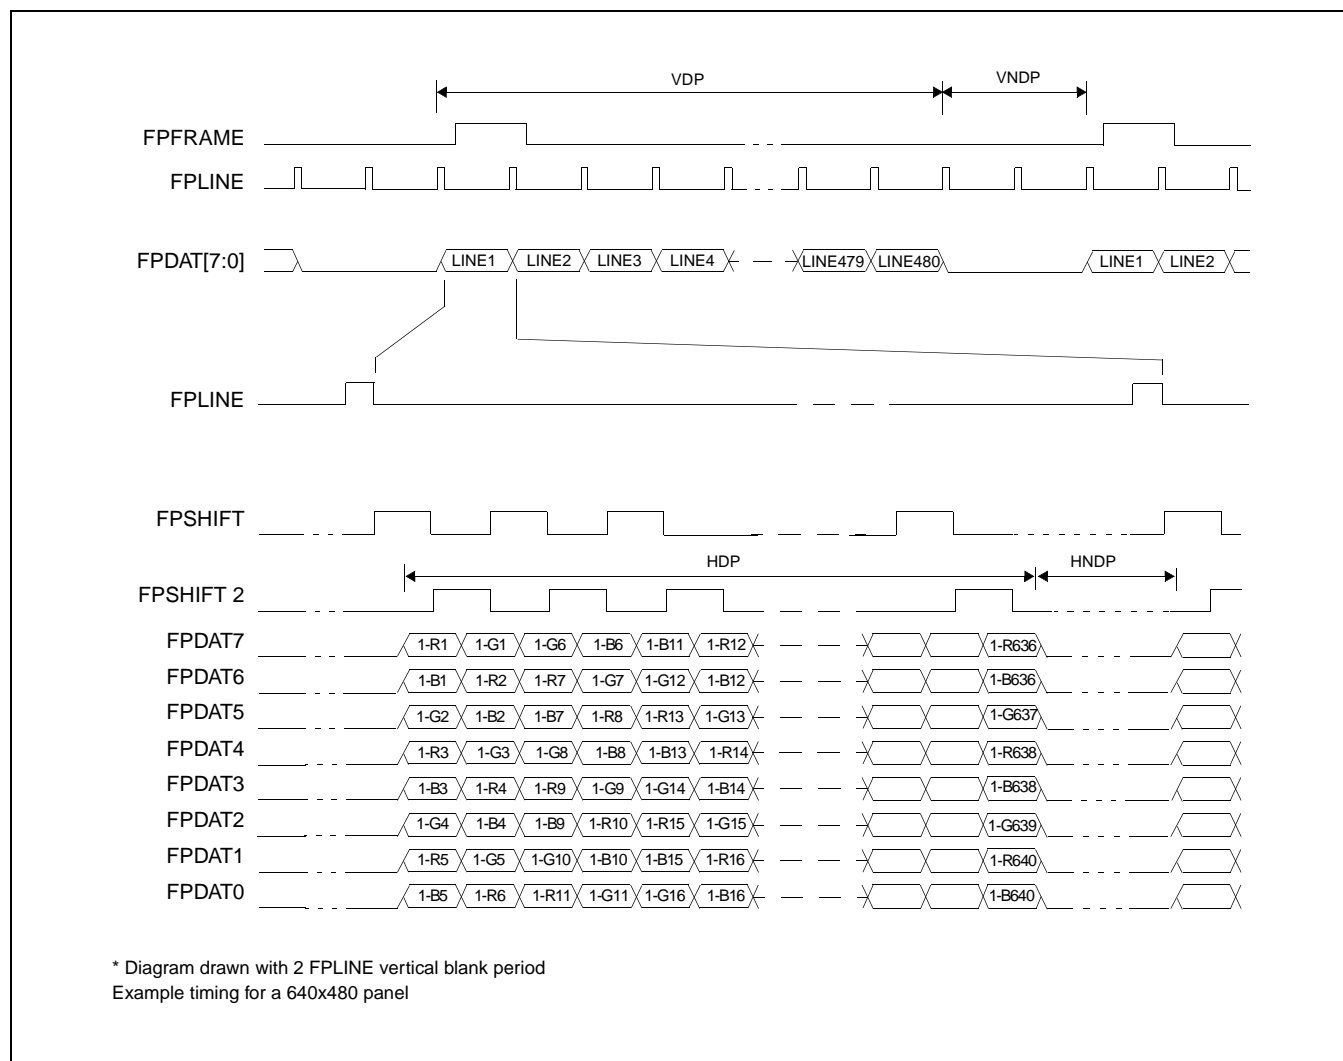 VDP VNDP
FPFRAME
FPLINE
FPDAT[7:0] LINE1 LINE2 LINE3 LINE4 LINE479 LINE480 LINE1 LINE2
FPLINE
FPSHIFT
HDP HNDP
FPSHIFT 2
FPDAT7 1-R1 1-G1 1-G6 1-B6 1-B11 1-R12 1-R636
FPDAT6 1-B1 1-R2 1-R7 1-G7 1-G12 1-B12 1-B636
FPDAT5 1-G2 1-B2 1-B7 1-R8 1-R13 1-G13 1-G637
FPDAT4 1-R3 1-G3 1-G8 1-B8 1-B13 1-R14 1-R638
FPDAT3 1-B3 1-R4 1-R9 1-G9 1-G14 1-B14 1-B638
FPDAT2 1-G4 1-B4 1-B9 1-R10 1-R15 1-G15 1-G639
FPDAT1 1-R5 1-G5 1-G10 1-B10 1-B15 1-R16 1-R640
FPDAT0 1-B5 1-R6 1-R11 1-G11 1-G16 1-B16 1-B640
* Diagram drawn with 2 FPLINE vertical blank period
Example timing for a 640x480 panel